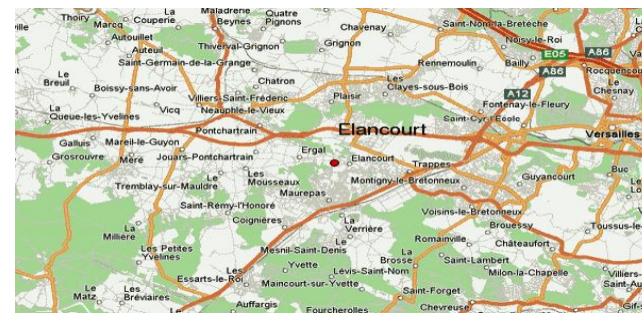 Thoiry
Marcq
La
Couperie
Maladrerie
Beynes
Quatre
Pignons
Chavenay
Saint-Nom-la-Bretèche
Autouillet
Noisy-le-Roi
Auteuil
Thiverval-Grignon
Grignon
E05
A86
Saint-Germain-de-la-Grange
Rennemoulin
Bailly
A86
Rocquencourt
Le
Breuil
Boissy-sans-Avoir
Chatron
Les
Clayes-sous-Bois
A12
Le
Chesnay
La
Queue-les-Yvelines
Vicq
Villiers-Saint-Frédéric
Neauphle-le-Vieux
Plaisir
Fontenay-le-Fleury
Saint-Cyr-l'École
Pontchartrain
Elancourt
Versailles
Galluis
Mareil-le-Guyon
Ergal
Grosrouvre
Méré
Jouars-Pontchartrain
Elancourt
Trappes
Buc
Les
Mousseaux
Guyancourt
Les
Lo
Tremblay-sur-Mauldre
Montigny-le-Bretonneux
Maurepas
Saint-Rémy-l'Honoré
Voisins-le-Bretonneux
La
Millière
Coignières
La
Verrière
Brouessy
Toussus-le-
Romainville
Châteaufort
Les Petites
Yvelines
Mesnil-Saint-Denis
Le
La
Brosse
Saint-Lambert
Yvette
Lévis-Saint-Nom
Milon-la-Chapelle
Villiers-
Saint-
Les
Essarts-le-Roi
Maincourt-sur-Yvette
Le
Matz
Les
Bréviaires
Saint-Forget
Auffargis
Fourcherolles
Chevreuse
Gif-